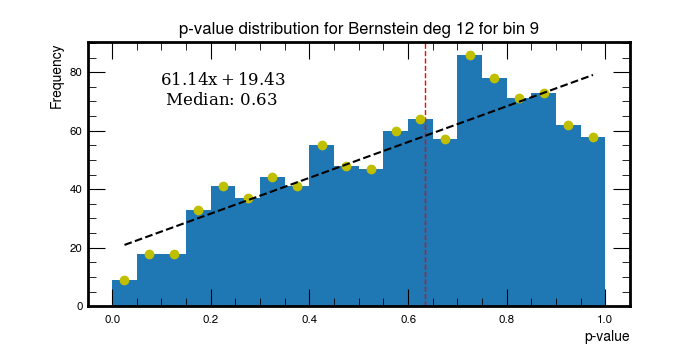 p-value distribution for Bernstein deg 12 for bin 9
Frequency
80
60
40
20
0
61.14x + 19.43
Median: 0.63
0.0 0.2 0.4 0.6 0.8 1.0
p-value